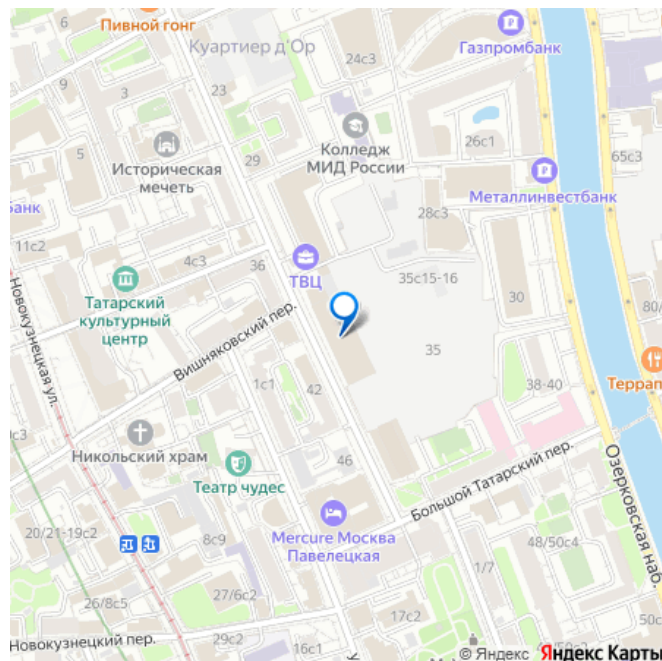 Пивной гонг
Куартиер д'Ор
24с3
Газпромбанк
6
23
9
3
Колледж
МИД России
26с1
29
5
Историческая
мечеть
65с3
Металлинвестбанк
Банк
28с3
11с2
4с3
36
ТВЦ
35с15-16
Татарский
культурный
центр
30
80/
Новокузнецкая ул.
Вишняковский пер.
35
1с1
42
38-40
Террап
6с3
Никольский храм
46
Театр чудес
Большой Татарский пер.
Озерковская наб.
Mercure Москва
Павелецкая
20/21-19с2
8с9
48/50с4
1/7
26/8с5
27/6с2
17с2
50с
Новокузнецкий пер.
29с2
16с1
© Яндекс Яндекс Карты